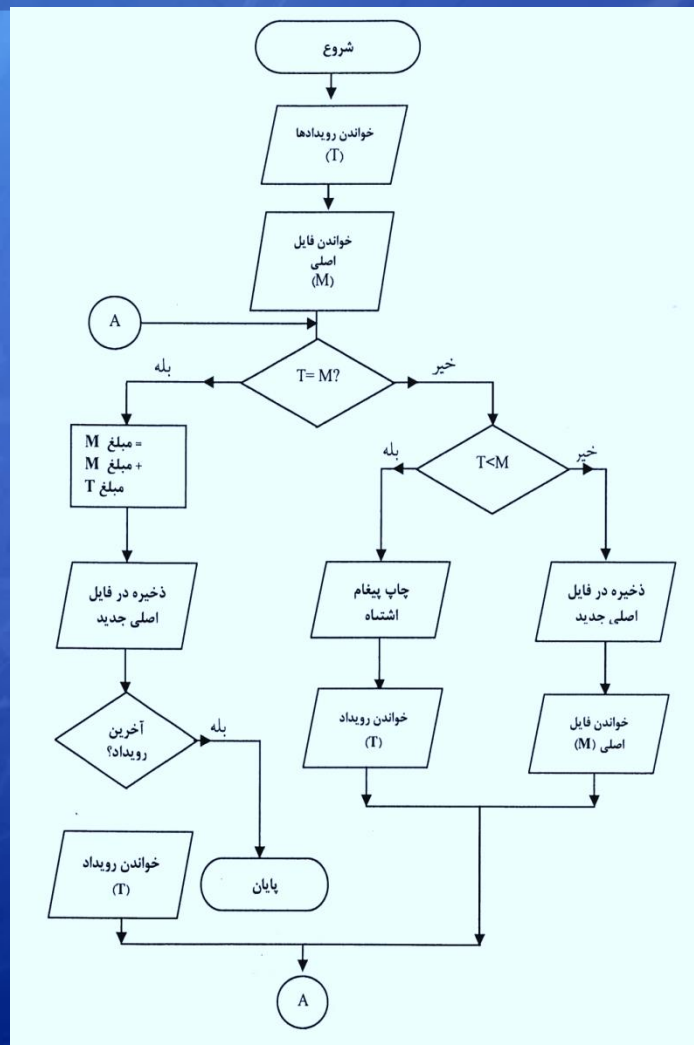 شروع
خواندن رویدادها
(T)
خواندن فایل
اصلی
(M)
A
T= M?
بله
خیر
مبلغ M =
مبلغ M +
مبلغ T
T<M
بله
خیر
ذخیره در فایل
اصلی جدید
چاپ پیغام
اشتباه
ذخیره در فایل
اصلی جدید
آخرین
رویداد؟
بله
خواندن رویداد
(T)
خواندن فایل
اصلی (M)
خواندن رویداد
(T)
پایان
A